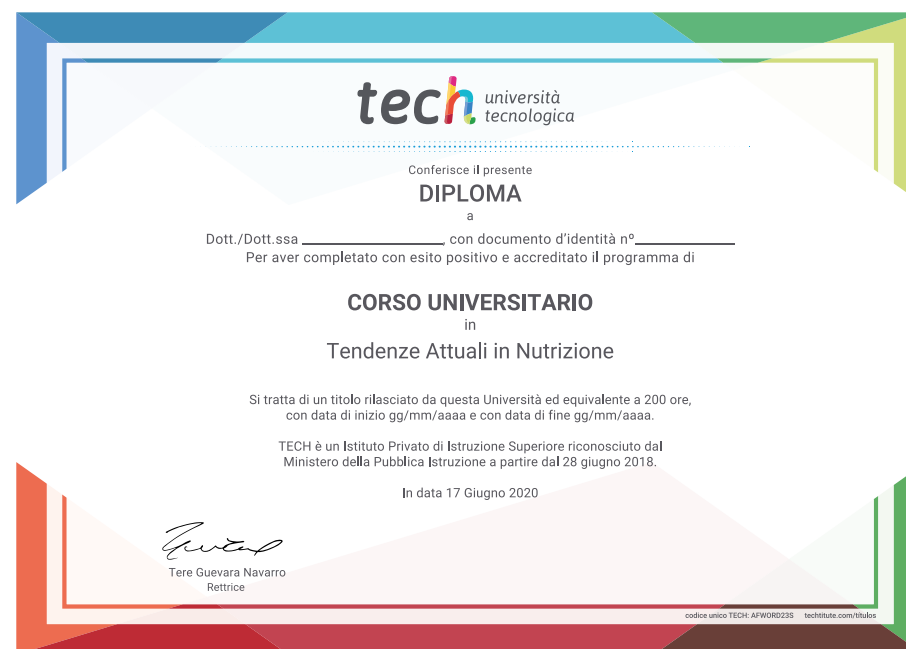 tech università
tecnologica
Conferisce il presente
DIPLOMA
a
Dott./Dott.ssa ____________________, con documento d'identità nº______________
Per aver completato con esito positivo e accreditato il programma di
CORSO UNIVERSITARIO
in
Tendenze Attuali in Nutrizione
Si tratta di un titolo rilasciato da questa Università ed equivalente a 200 ore,
con data di inizio gg/mm/aaaa e con data di fine gg/mm/aaaa.
TECH è un Istituto Privato di Istruzione Superiore riconosciuto dal
Ministero della Pubblica Istruzione a partire dal 28 giugno 2018.
In data 17 Giugno 2020
Tere Guevara Navarro
Rettrice
codice unico TECH: AFWORD23S techtitute.com/titulos